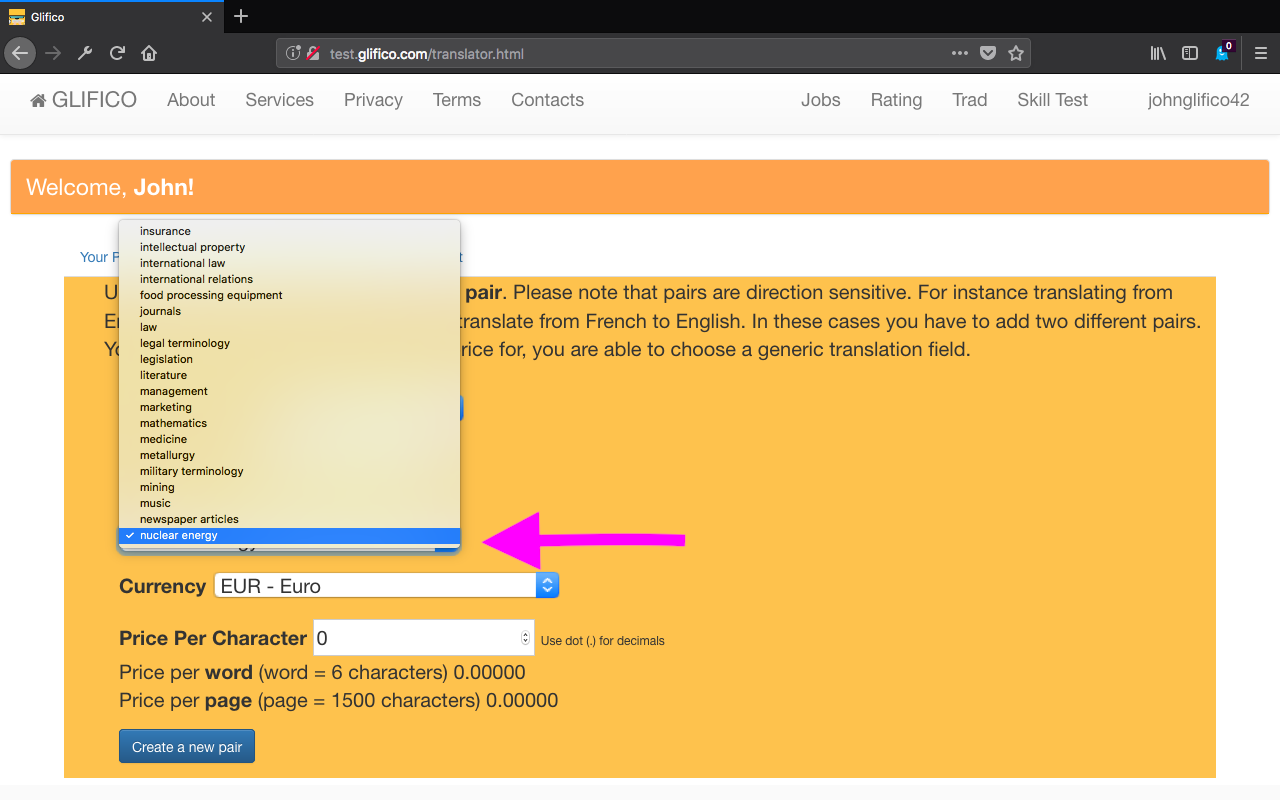 Glifico
test.glifico.com/translator.html
0
GLIFICO About Services Privacy Terms Contacts Jobs Rating Trad Skill Test johnglifico42
Welcome, John!
Your
insurance
intellectual property
international law
international relations
food processing equipment
journals
law
legal terminology
legislation
literature
management
marketing
mathematics
medicine
metallurgy
military terminology
mining
music
newspaper articles
nuclear energy
pair. Please note that pairs are direction sensitive. For instance translating from
translate from French to English. In these cases you have to add two different pairs.
for, you are able to choose a generic translation field.
Currency EUR - Euro
Price Per Character 0 Use dot (.) for decimals
Price per word (word = 6 characters) 0.00000
Price per page (page = 1500 characters) 0.00000
Create a new pair